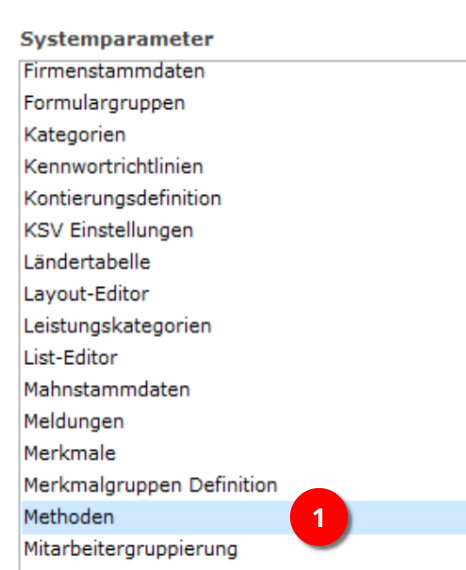 Systemparameter
Firmenstammdaten
Formulargruppen
Kategorien
Kennwortrichtlinien
Kontierungsdefinition
KSV Einstellungen
Ländertabelle
Layout-Editor
Leistungskategorien
List-Editor
Mahnstammdaten
Meldungen
Merkmale
Merkmalgruppen Definition
Methoden 1
Mitarbeitergruppierung